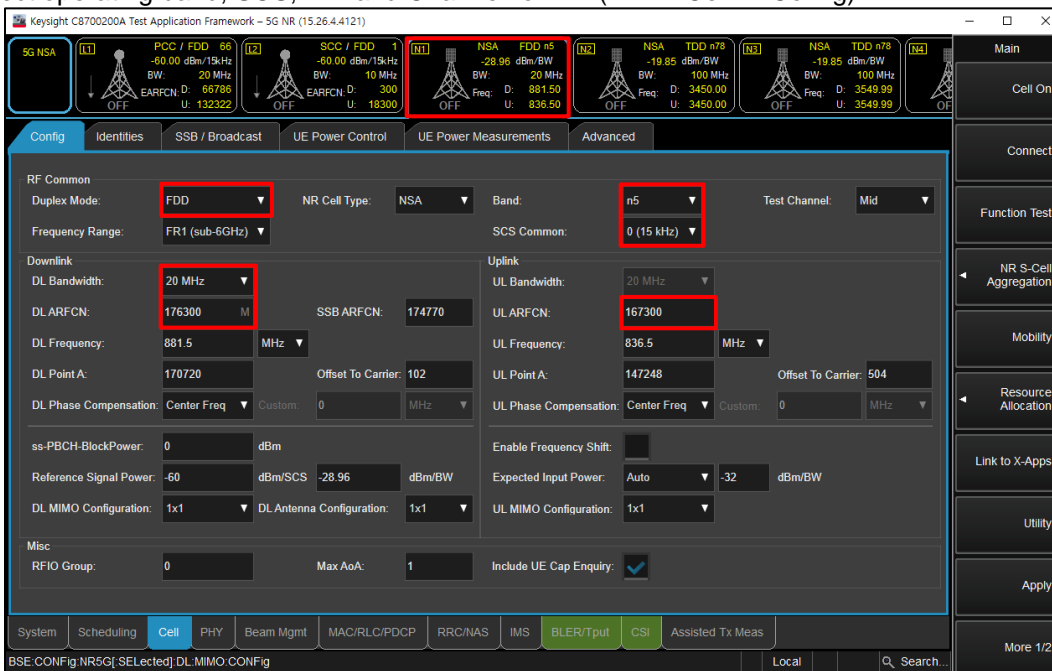 Keysight C8700200A Test Application Framework – 5G NR (15.26.4.4121)
5G NSA
L1 PCC / FDD 66
-60.00 dBm/15kHz
BW: 20 MHz
EARFCN: D: 66786
OFF U: 132322
L2 SCC / FDD 1
-60.00 dBm/15kHz
BW: 10 MHz
EARFCN: D: 300
OFF U: 18300
N1 NSA FDD n5
-28.96 dBm/BW
BW: 20 MHz
Freq: D: 881.50
OFF U: 836.50
N2 NSA TDD n78
-19.85 dBm/BW
BW: 100 MHz
Freq: D: 3450.00
OFF U: 3450.00
N3 NSA TDD n78
-19.85 dBm/BW
BW: 100 MHz
Freq: D: 3549.99
OFF U: 3549.99
N4
Config Identities SSB / Broadcast UE Power Control UE Power Measurements Advanced
RF Common
Duplex Mode: FDD NR Cell Type: NSA Band: n5 Test Channel: Mid
Frequency Range: FR1 (sub-6GHz) SCS Common: 0 (15 kHz)
Downlink Uplink
DL Bandwidth: 20 MHz UL Bandwidth: 20 MHz
DL ARFCN: 176300 M SSB ARFCN: 174770 UL ARFCN: 167300
DL Frequency: 881.5 MHz UL Frequency: 836.5 MHz
DL Point A: 170720 Offset To Carrier: 102 UL Point A: 147248 Offset To Carrier: 504
DL Phase Compensation: Center Freq Custom: 0 MHz UL Phase Compensation: Center Freq Custom: 0 MHz
ss-PBCH-BlockPower: 0 dBm Enable Frequency Shift:
Reference Signal Power: -60 dBm/SCS -28.96 dBm/BW Expected Input Power: Auto -32 dBm/BW
DL MIMO Configuration: 1x1 DL Antenna Configuration: 1x1 UL MIMO Configuration: 1x1
Misc
RFIO Group: 0 Max AoA: 1 Include UE Cap Enquiry:
System Scheduling Cell PHY Beam Mgmt MAC/RLC/PDCP RRC/NAS IMS BLER/Tput CSI Assisted Tx Meas
BSE:CONFig:NR5G[:SELected]:DL:MIMO:CONFig Local Search...
Main
Cell On
Connect
Function Test
NR S-Cell
Aggregation
Mobility
Resource
Allocation
Link to X-Apps
Utility
Apply
More 1/2